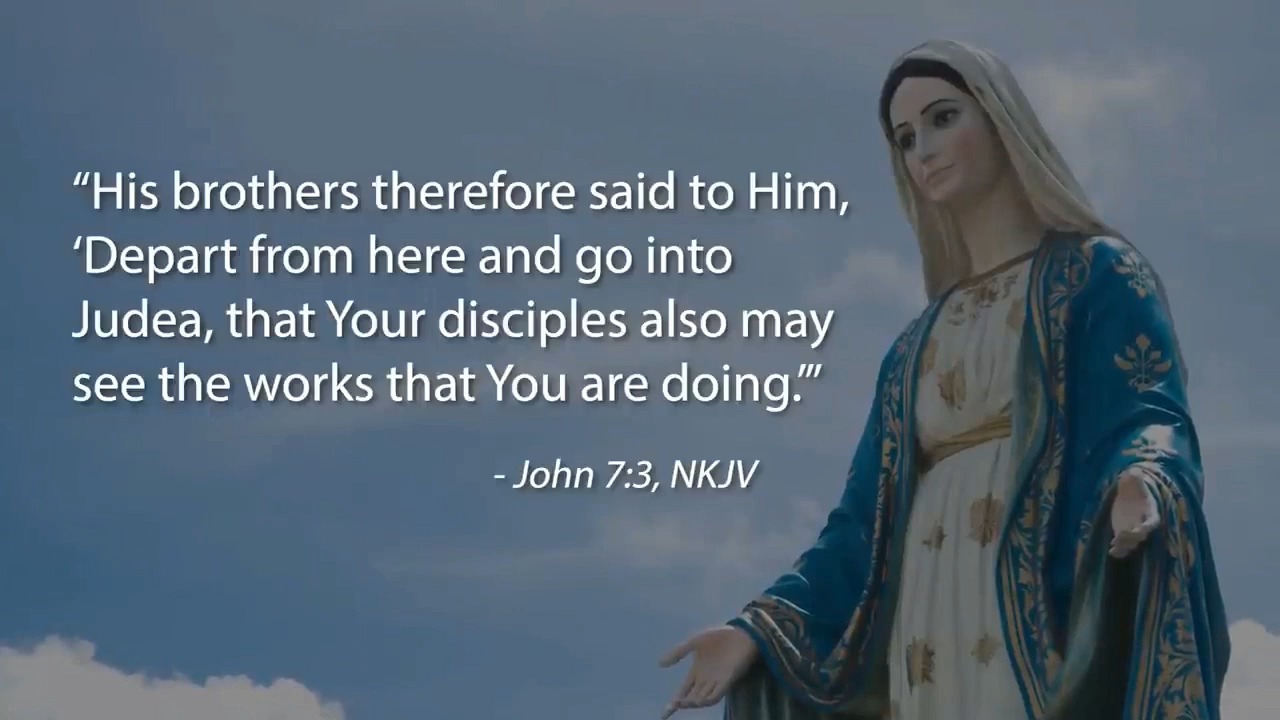 “His brothers therefore said to Him,
‘Depart from here and go into
Judea, that Your disciples also may
see the works that You are doing.’”
- John 7:3, NKJV